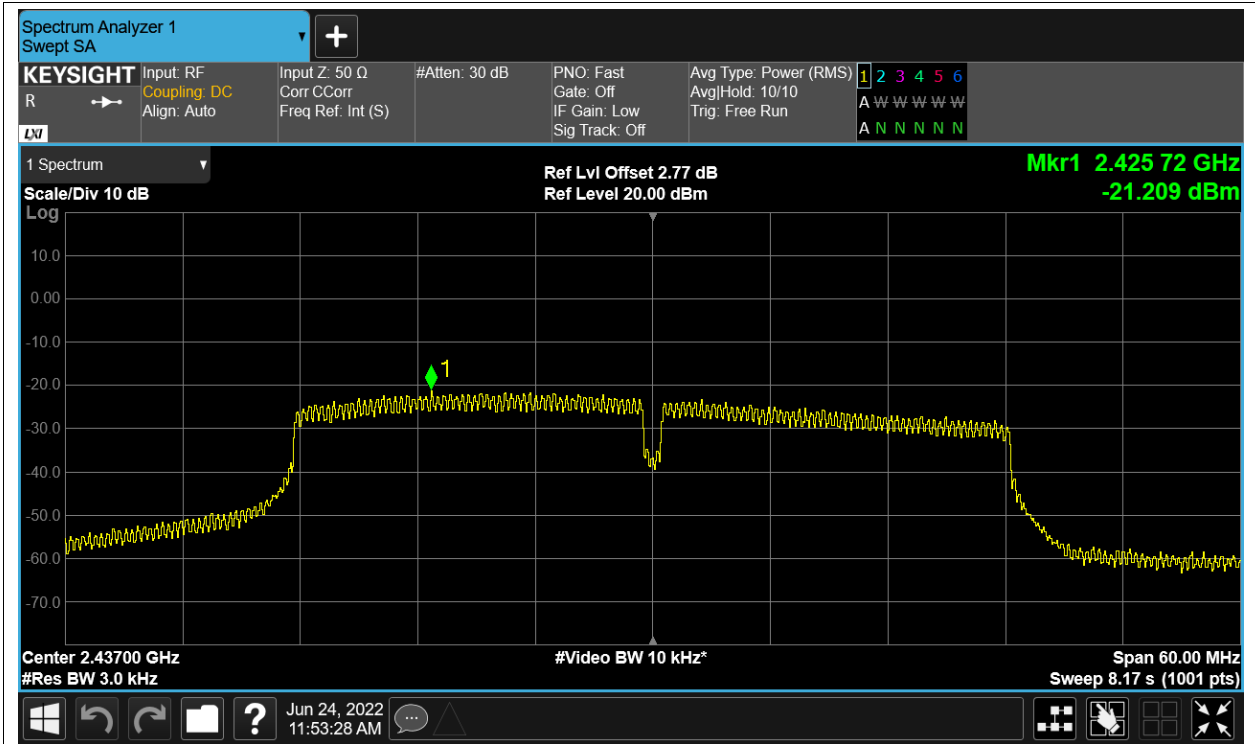 Spectrum Analyzer 1
Swept SA
KEYSIGHT
R
LXI
Input: RF
Coupling: DC
Align: Auto
Input Z: 50 Ω
Corr CCorr
Freq Ref: Int (S)
#Atten: 30 dB
PNO: Fast
Gate: Off
IF Gain: Low
Sig Track: Off
Avg Type: Power (RMS)
Avg|Hold: 10/10
Trig: Free Run
1 2 3 4 5 6
A W W W W W
A N N N N N
1 Spectrum
Scale/Div 10 dB
Log
Ref Lvl Offset 2.77 dB
Ref Level 20.00 dBm
Mkr1 2.425 72 GHz
-21.209 dBm
10.0
0.00
-10.0
-20.0
-30.0
-40.0
-50.0
-60.0
-70.0
1
Center 2.43700 GHz
#Res BW 3.0 kHz
#Video BW 10 kHz*
Span 60.00 MHz
Sweep 8.17 s (1001 pts)
?
Jun 24, 2022
11:53:28 AM